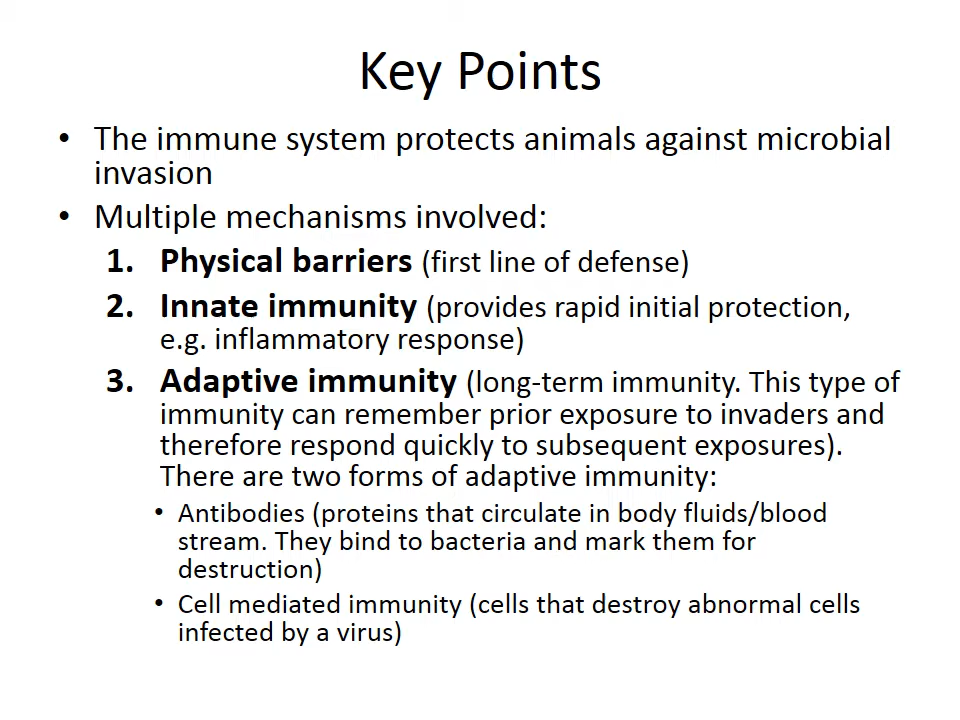 Key Points
• The immune system protects animals against microbial
invasion
• Multiple mechanisms involved:
1. Physical barriers (first line of defense)
2. Innate immunity (provides rapid initial protection,
e.g. inflammatory response)
3. Adaptive immunity (long-term immunity. This type of
immunity can remember prior exposure to invaders and
therefore respond quickly to subsequent exposures).
There are two forms of adaptive immunity:
• Antibodies (proteins that circulate in body fluids/blood
stream. They bind to bacteria and mark them for
destruction)
• Cell mediated immunity (cells that destroy abnormal cells
infected by a virus)